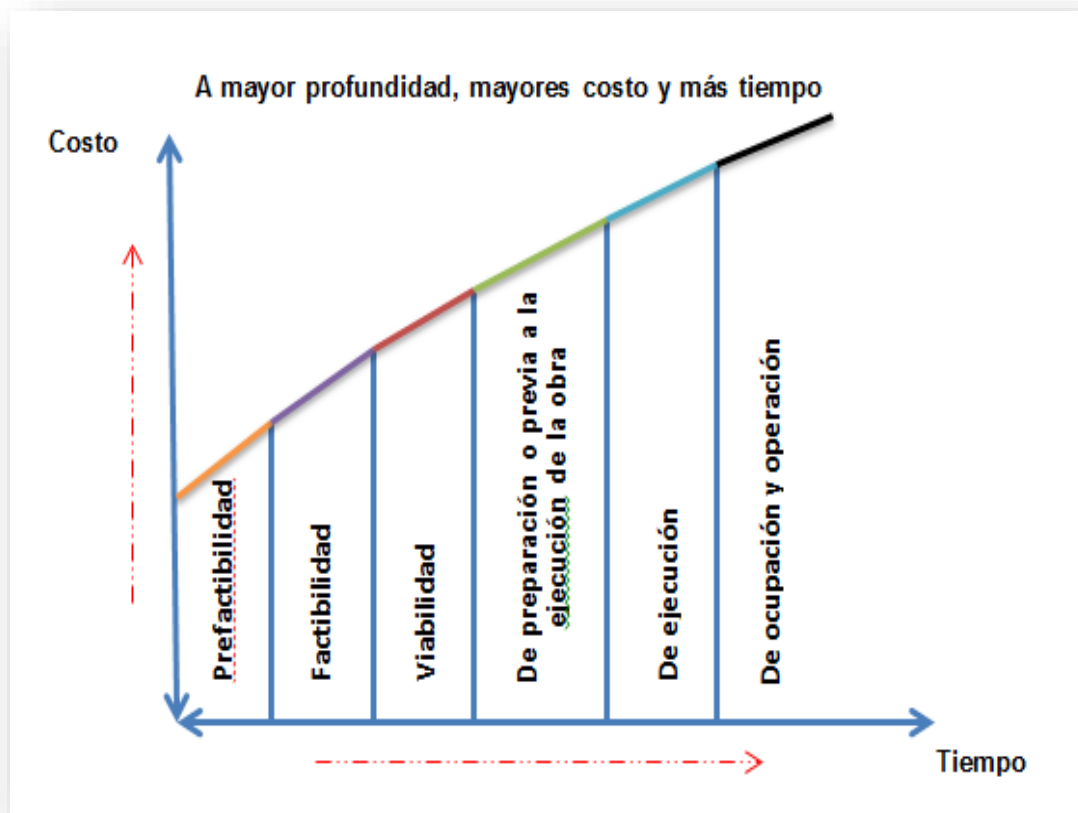 A mayor profundidad, mayores costo y más tiempo
Costo
Prefactibilidad
Factibilidad
Viabilidad
De preparación o previa a la
ejecución de la obra
De ejecución
De ocupación y operación
Tiempo